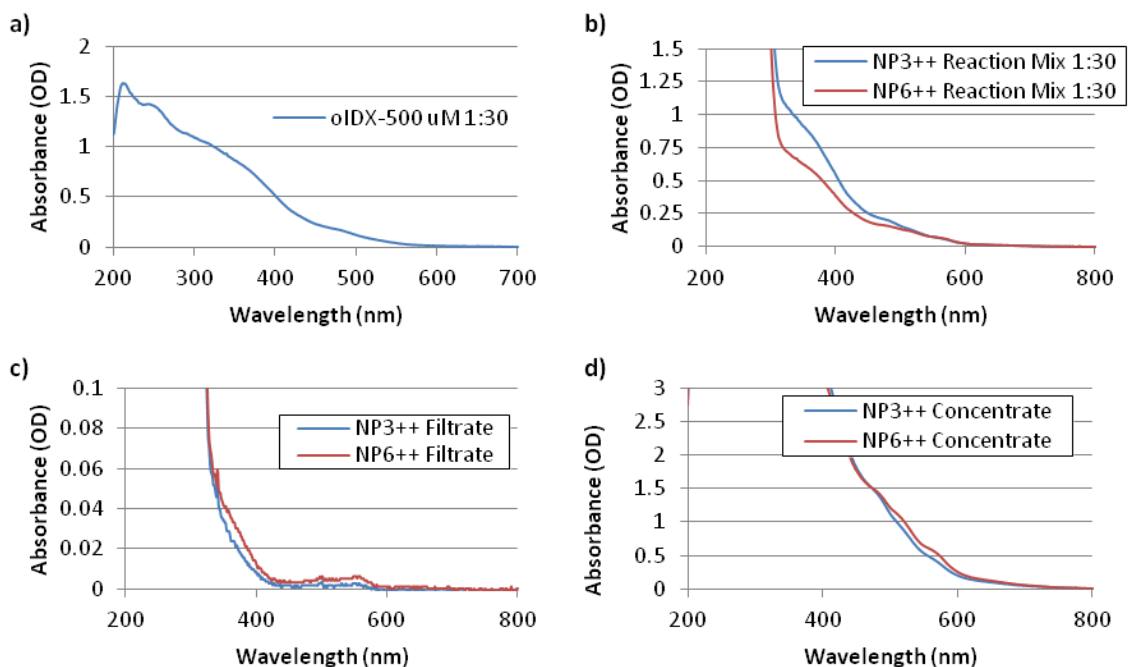 a)
Absorbance (OD)
2
1.5
1
0.5
0
oIDX-500 uM 1:30
200 300 400 500 600 700
Wavelength (nm)
b)
Absorbance (OD)
1.5
1.25
1
0.75
0.5
0.25
0
NP3++ Reaction Mix 1:30
NP6++ Reaction Mix 1:30
200 400 600 800
Wavelength (nm)
c)
Absorbance (OD)
0.1
0.08
0.06
0.04
0.02
0
NP3++ Filtrate
NP6++ Filtrate
200 400 600 800
Wavelength (nm)
d)
Absorbance (OD)
3
2.5
2
1.5
1
0.5
0
NP3++ Concentrate
NP6++ Concentrate
200 400 600 800
Wavelength (nm)